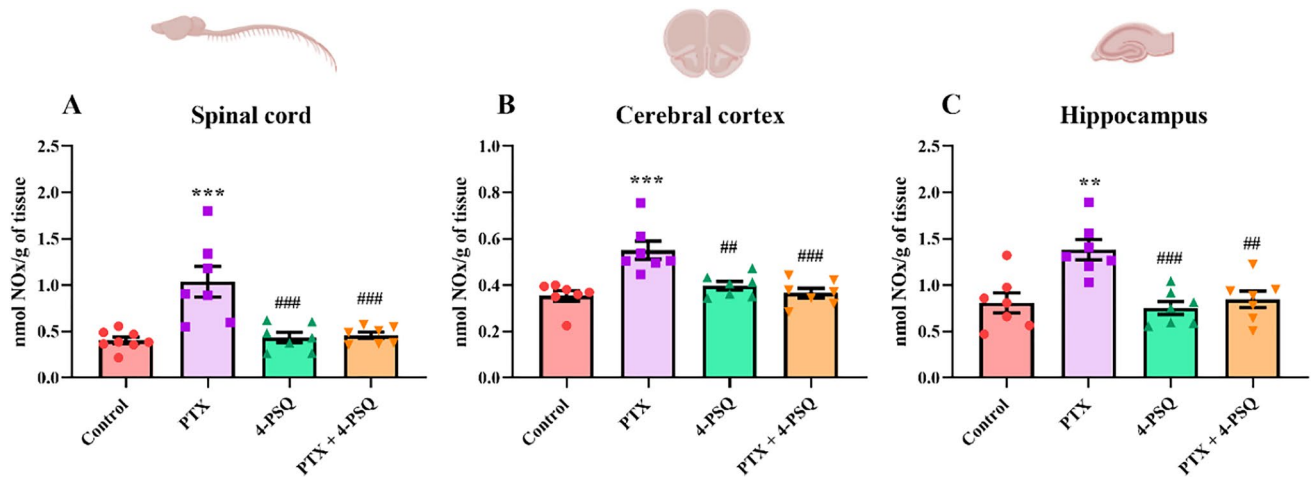 A
Spinal cord
nmol NOx/g of tissue
2.5
2.0
1.5
1.0
0.5
0.0
***
###
###
Control
PTX
4-PSQ
PTX + 4-PSQ
B
Cerebral cortex
nmol NOx/g of tissue
1.0
0.8
0.6
0.4
0.2
0.0
***
##
###
Control
PTX
4-PSQ
PTX + 4-PSQ
C
Hippocampus
nmol NOx/g of tissue
2.5
2.0
1.5
1.0
0.5
0.0
**
###
##
Control
PTX
4-PSQ
PTX + 4-PSQ